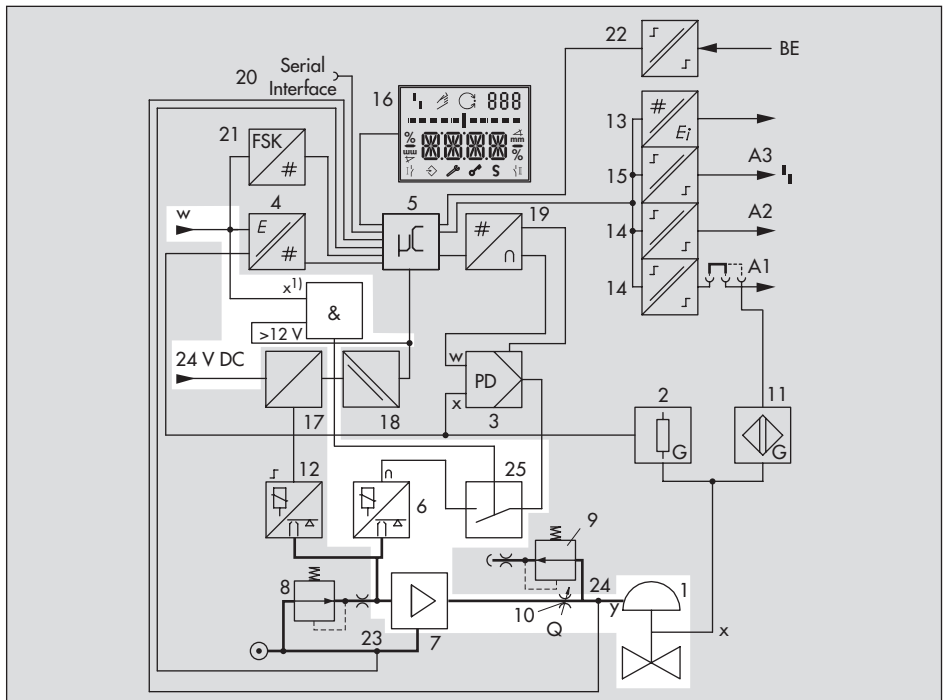 22
BE
20
Serial
Interface
16
888
%
mm
mm
%
S
13
#
Ei
21
FSK
#
15
A3
w
4
E
#
5
µC
19
#
∩
14
A2
14
A1
x1)
&
>12 V
24 V DC
17
18
w
PD
x
3
2
G
11
G
12
∩
6
25
9
8
23
7
10
Q
24
y
1
x